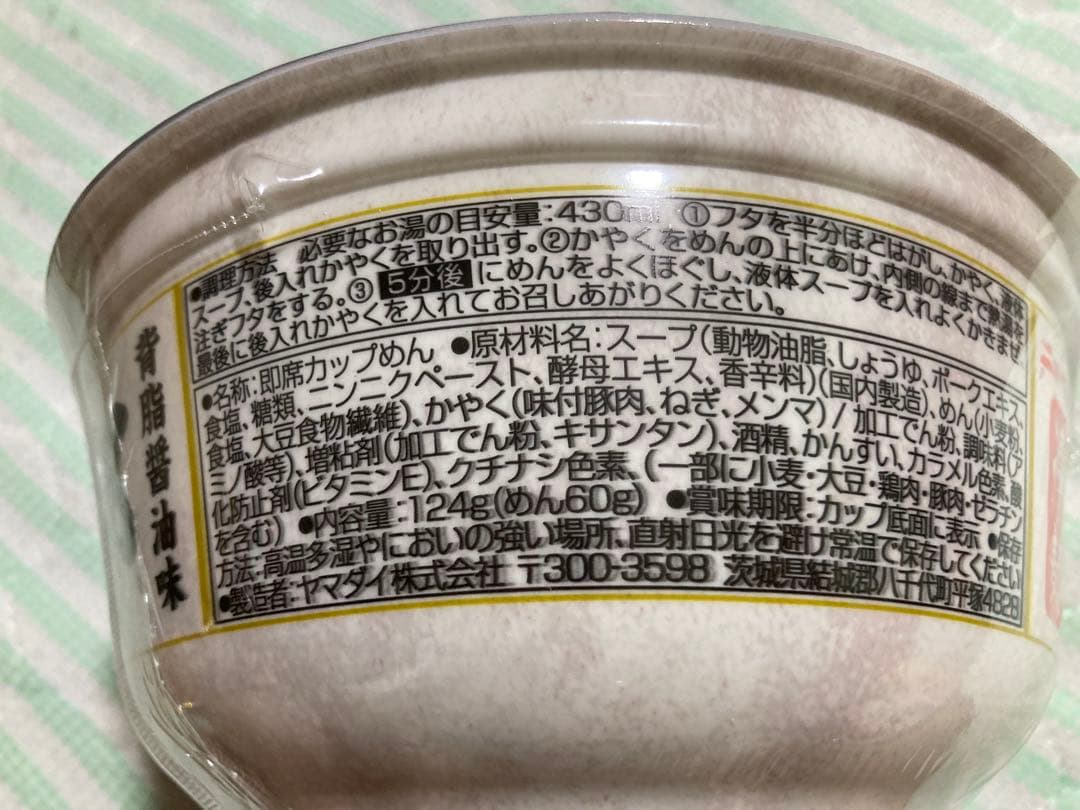 ●調理方法 必要なお湯の目安量:430ml ①フタを半分ほどはがし、かやく、液体
スープ、後入れかやくを取り出す。②かやくをめんの上にあけ、内側の線まで熱湯を
注ぎフタをする。③ 5分後 にめんをよくほぐし、液体スープを入れよくかきまぜ
最後に後入れかやくを入れてお召しあがりください。
●名称:即席カップめん ●原材料名:スープ(動物油脂、しょうゆ、ポークエキス、
食塩、糖類、ニンニクペースト、酵母エキス、香辛料)(国内製造)、めん(小麦粉、
食塩、大豆食物繊維)、かやく(味付豚肉、ねぎ、メンマ)/加工でん粉、調味料(ア
ミノ酸等)、増粘剤(加工でん粉、キサンタン)、酒精、かんすい、カラメル色素、酸
化防止剤(ビタミンE)、クチナシ色素、(一部に小麦・大豆・鶏肉・豚肉・ゼラチン
を含む) ●内容量:124g(めん60g) ●賞味期限:カップ底面に表示 ●保存
方法:高温多湿やにおいの強い場所、直射日光を避け常温で保存してください
●製造者:ヤマダイ株式会社 〒300-3598 茨城県結城郡八千代町平塚4828
背脂醤油味